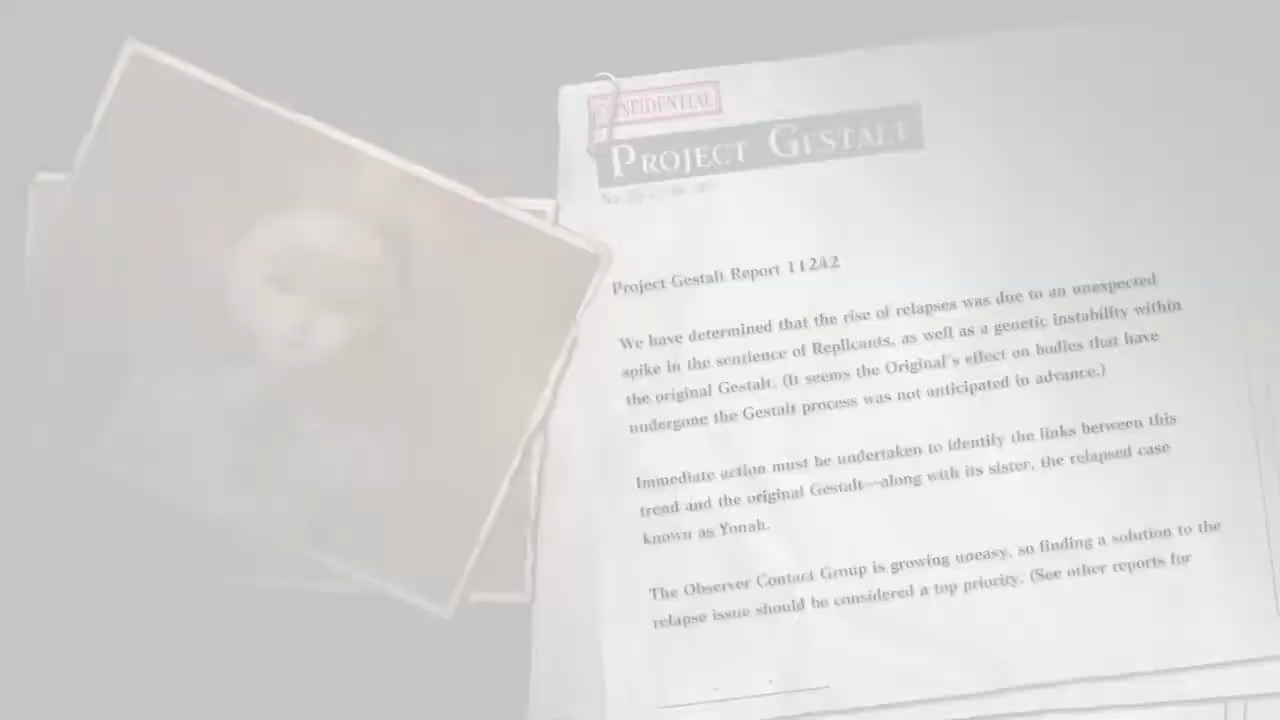 CONFIDENTIAL
PROJECT GESTALT
Project Gestalt Report 11242
We have determined that the rise of relapses was due to an unexpected
spike in the sentience of Replicants, as well as a genetic instability within
the original Gestalt. (It seems the Original's effect on bodies that have
undergone the Gestalt process was not anticipated in advance.)
Immediate action must be undertaken to identify the links between this
trend and the original Gestalt—along with its sister, the relapsed case
known as Yonah.
The Observer Contact Group is growing uneasy, so finding a solution to the
relapse issue should be considered a top priority. (See other reports for